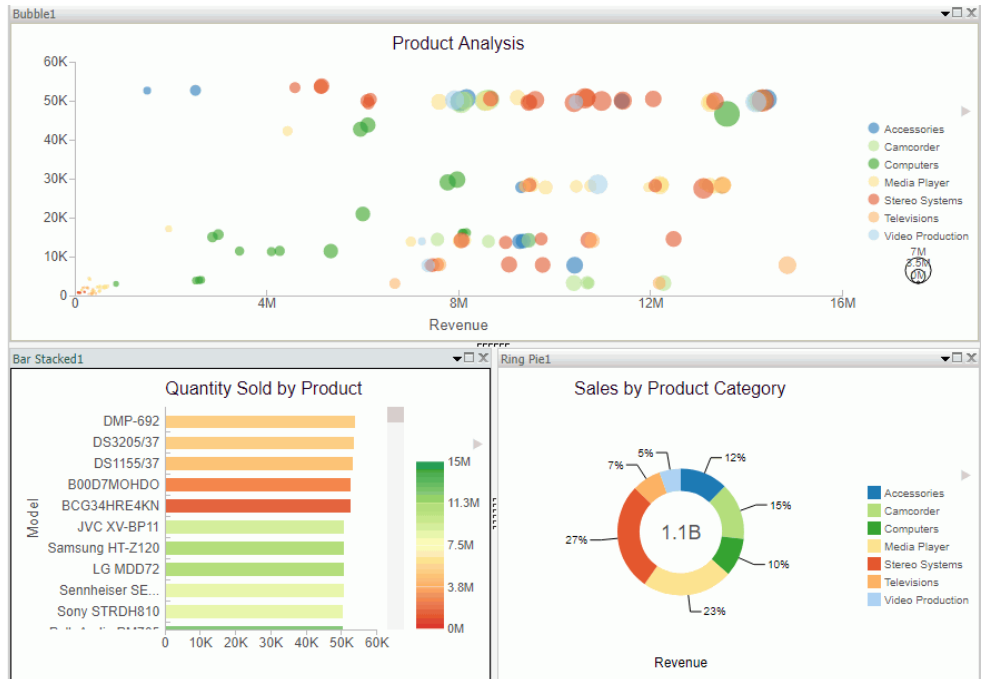 Bubble1
Product Analysis
60K
50K
40K
30K
20K
10K
0
0
4M
8M
12M
16M
Revenue
Accessories
Camcorder
Computers
Media Player
Stereo Systems
Televisions
Video Production
7M
3.5M
0M
Bar Stacked1
Quantity Sold by Product
Model
DMP-692
DS3205/37
DS1155/37
B00D7MOHDO
BCG34HRE4KN
JVC XV-BP11
Samsung HT-Z120
LG MDD72
Sennheiser SE...
Sony STRDH810
0
10K
20K
30K
40K
50K
60K
15M
11.3M
7.5M
3.8M
0M
Ring Pie1
Sales by Product Category
5%
12%
7%
15%
27%
1.1B
10%
23%
Revenue
Accessories
Camcorder
Computers
Media Player
Stereo Systems
Televisions
Video Production